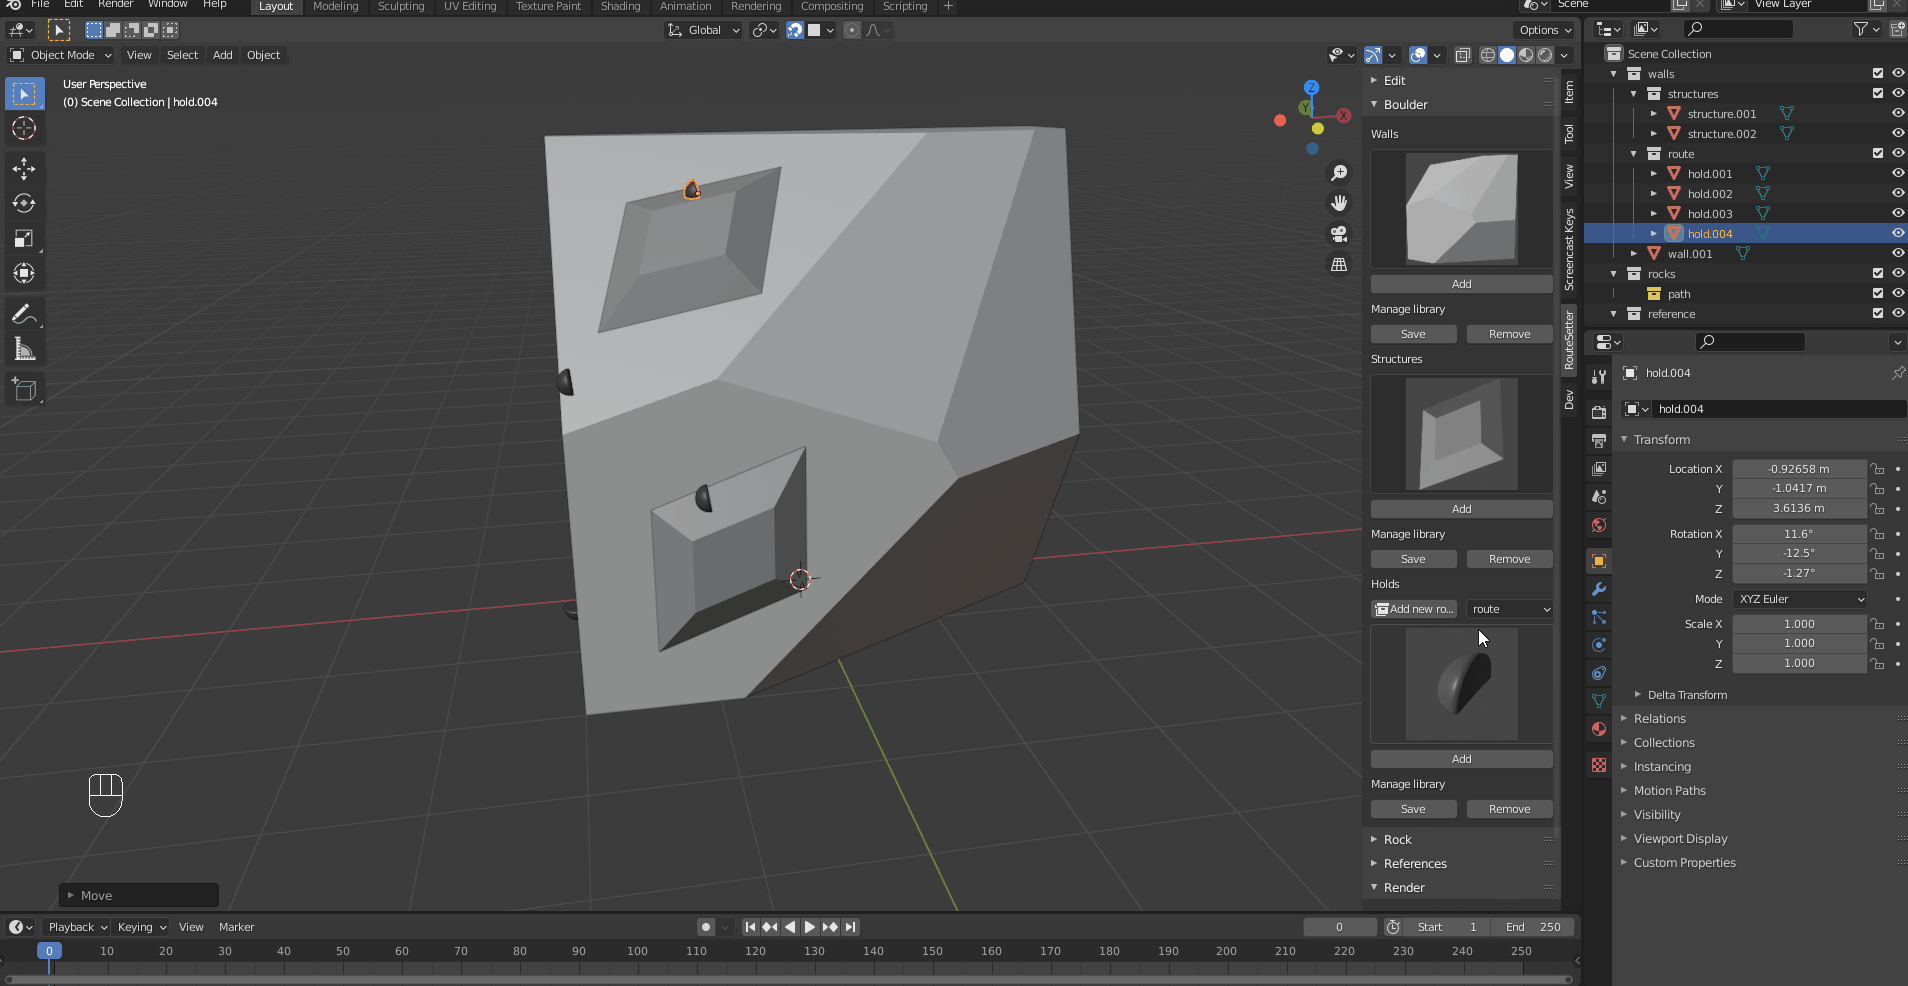 File Edit Render Window Help Layout Modeling Sculpting UV Editing Texture Paint Shading Animation Rendering Compositing Scripting + Scene View Layer
Global Options
Object Mode View Select Add Object
User Perspective
(0) Scene Collection | hold.004
Z
Y
X
Edit
Boulder
Walls
Add
Manage library
Save Remove
Structures
Add
Manage library
Save Remove
Holds
Add new ro... route
Add
Manage library
Save Remove
Rock
References
Render
Item
Tool
View
Screencast Keys
RouteSetter
Dev
Scene Collection
walls
structures
structure.001
structure.002
route
hold.001
hold.002
hold.003
hold.004
wall.001
rocks
path
reference
hold.004
hold.004
Transform
Location X -0.92658 m
Y -1.0417 m
Z 3.6136 m
Rotation X 11.6°
Y -12.5°
Z -1.27°
Mode XYZ Euler
Scale X 1.000
Y 1.000
Z 1.000
Delta Transform
Relations
Collections
Instancing
Motion Paths
Visibility
Viewport Display
Custom Properties
Move
Playback Keying View Marker 0 Start 1 End 250
0 10 20 30 40 50 60 70 80 90 100 110 120 130 140 150 160 170 180 190 200 210 220 230 240 250